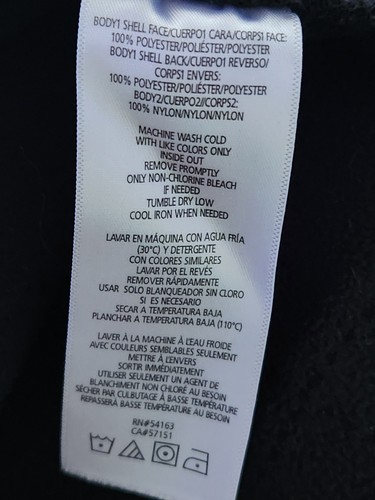 BODY1 SHELL FACE/CUERPO1 CARA/CORPS1 FACE:
100% POLYESTER/POLIÉSTER/POLYESTER
BODY1 SHELL BACK/CUERPO1 REVERSO/
CORPS1 ENVERS:
100% POLYESTER/POLIÉSTER/POLYESTER
BODY2/CUERPO2//CORPS2:
100% NYLON/NYLON/NYLON
MACHINE WASH COLD
WITH LIKE COLORS ONLY
INSIDE OUT
REMOVE PROMPTLY
ONLY NON-CHLORINE BLEACH
IF NEEDED
TUMBLE DRY LOW
COOL IRON WHEN NEEDED
LAVAR EN MÁQUINA CON AGUA FRÍA
(30°C) Y DETERGENTE
CON COLORES SIMILARES
LAVAR POR EL REVÉS
REMOVER RÁPIDAMENTE
USAR SOLO BLANQUEADOR SIN CLORO
SI ES NECESARIO
SECAR A TEMPERATURA BAJA
PLANCHAR A TEMPERATURA BAJA (110°C)
LAVER À LA MACHINE À L'EAU FROIDE
AVEC COULEURS SEMBLABLES SEULEMENT
METTRE À L'ENVERS
SORTIR IMMÉDIATEMENT
UTILISER SEULEMENT UN AGENT DE
BLANCHIMENT NON CHLORÉ AU BESOIN
SÉCHER PAR CULBUTAGE À BASSE TEMPÉRATURE
REPASSER À BASSE TEMPÉRATURE AU BESOIN
RN#54163
CA#57151